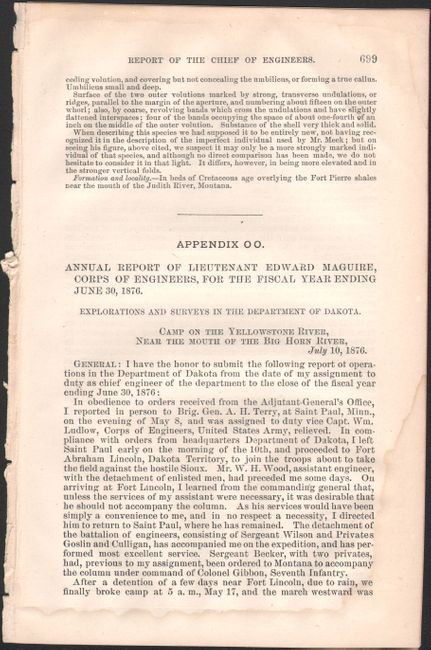 REPORT OF THE CHIEF OF ENGINEERS. 699
ceding volution, and covering but not concealing the umbilicus, or forming a true callus.
Umbilicus small and deep.
Surface of the two outer volutions marked by strong, transverse undulations, or
ridges, parallel to the margin of the aperture, and numbering about fifteen on the outer
whorl; also, by coarse, revolving bands which cross the undulations and have slightly
flattened interspaces; four of the bands occupying the space of about one-fourth of an
inch on the middle of the outer volution. Substance of the shell very thick and solid.
When describing this species we had supposed it to be entirely new, not having rec-
ognized it in the description of the imperfect individual used by Mr. Meek; but on
seeing his figure, above cited, we suspect it may only be a more strongly marked indi-
vidual of that species, and although no direct comparison has been made, we do not
hesitate to consider it in that light. It differs, however, in being more elevated and in
the stronger vertical folds.
Formation and locality.—In beds of Cretaceous age overlying the Fort Pierre shales
near the mouth of the Judith River, Montana.
APPENDIX OO.
ANNUAL REPORT OF LIEUTENANT EDWARD MAGUIRE,
CORPS OF ENGINEERS, FOR THE FISCAL YEAR ENDING
JUNE 30, 1876.
EXPLORATIONS AND SURVEYS IN THE DEPARTMENT OF DAKOTA.
CAMP ON THE YELLOWSTONE RIVER,
NEAR THE MOUTH OF THE BIG HORN RIVER,
July 10, 1876.
GENERAL: I have the honor to submit the following report of opera-
tions in the Department of Dakota from the date of my assignment to
duty as chief engineer of the department to the close of the fiscal year
ending June 30, 1876:
In obedience to orders received from the Adjutant-General's Office,
I reported in person to Brig. Gen. A. H. Terry, at Saint Paul, Minn.,
on the evening of May 8, and was assigned to duty vice Capt. Wm.
Ludlow, Corps of Engineers, United States Army, relieved. In com-
pliance with orders from headquarters Department of Dakota, I left
Saint Paul early on the morning of the 10th, and proceeded to Fort
Abraham Lincoln, Dakota Territory, to join the troops about to take
the field against the hostile Sioux. Mr. W. H. Wood, assistant engineer,
with the detachment of enlisted men, had preceded me some days. On
arriving at Fort Lincoln, I learned from the commanding general that,
unless the services of my assistant were necessary, it was desirable that
he should not accompany the column. As his services would have been
simply a convenience to me, and in no respect a necessity, I directed
him to return to Saint Paul, where he has remained. The detachment of
the battalion of engineers, consisting of Sergeant Wilson and Privates
Goslin and Culligan, has accompanied me on the expedition, and has per-
formed most excellent service. Sergeant Becker, with two privates,
had, previous to my assignment, been ordered to Montana to accompany
the column under command of Colonel Gibbon, Seventh Infantry.
After a detention of a few days near Fort Lincoln, due to rain, we
finally broke camp at 5 a. m., May 17, and the march westward was